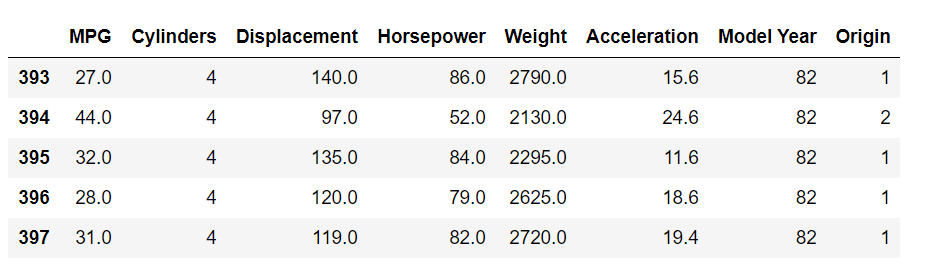 MPG Cylinders Displacement Horsepower Weight Acceleration Model Year Origin
393 27.0 4 140.0 86.0 2790.0 15.6 82 1
394 44.0 4 97.0 52.0 2130.0 24.6 82 2
395 32.0 4 135.0 84.0 2295.0 11.6 82 1
396 28.0 4 120.0 79.0 2625.0 18.6 82 1
397 31.0 4 119.0 82.0 2720.0 19.4 82 1